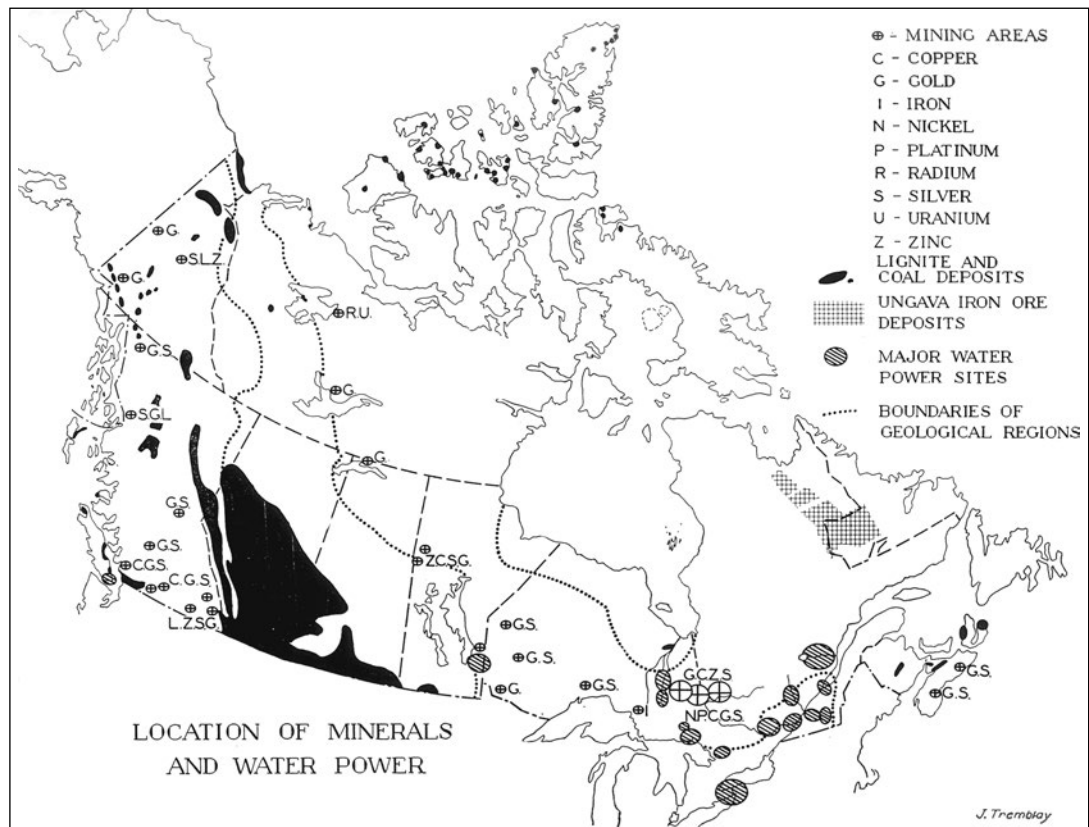 ⊕ - MINING AREAS
C - COPPER
G - GOLD
I - IRON
N - NICKEL
P - PLATINUM
R - RADIUM
S - SILVER
U - URANIUM
Z - ZINC
LIGNITE AND
COAL DEPOSITS
UNGAVA IRON ORE
DEPOSITS
MAJOR WATER
POWER SITES
BOUNDARIES OF
GEOLOGICAL REGIONS
G.
S.L.Z.
G.
R.U.
G.S.
G.
S.G.L.
G.
G.S.
G.S.
Z.C.S.G.
C.G.S.
C.G.S.
L.Z.S.G.
G.S.
G.S.
G.
G.S.
G.C.Z.S.
N.P.C.G.S.
G.S.
G.S.
LOCATION OF MINERALS
AND WATER POWER
J. Tremblay